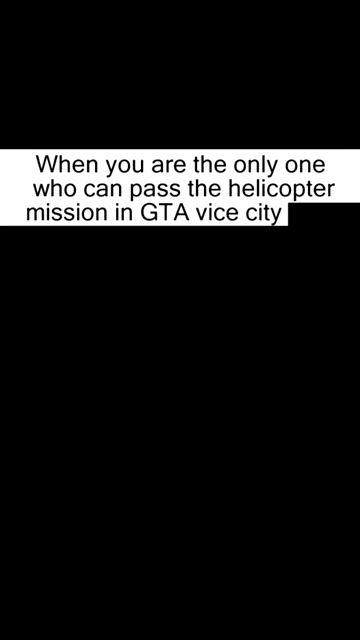 When you are the only one
who can pass the helicopter
mission in GTA vice city